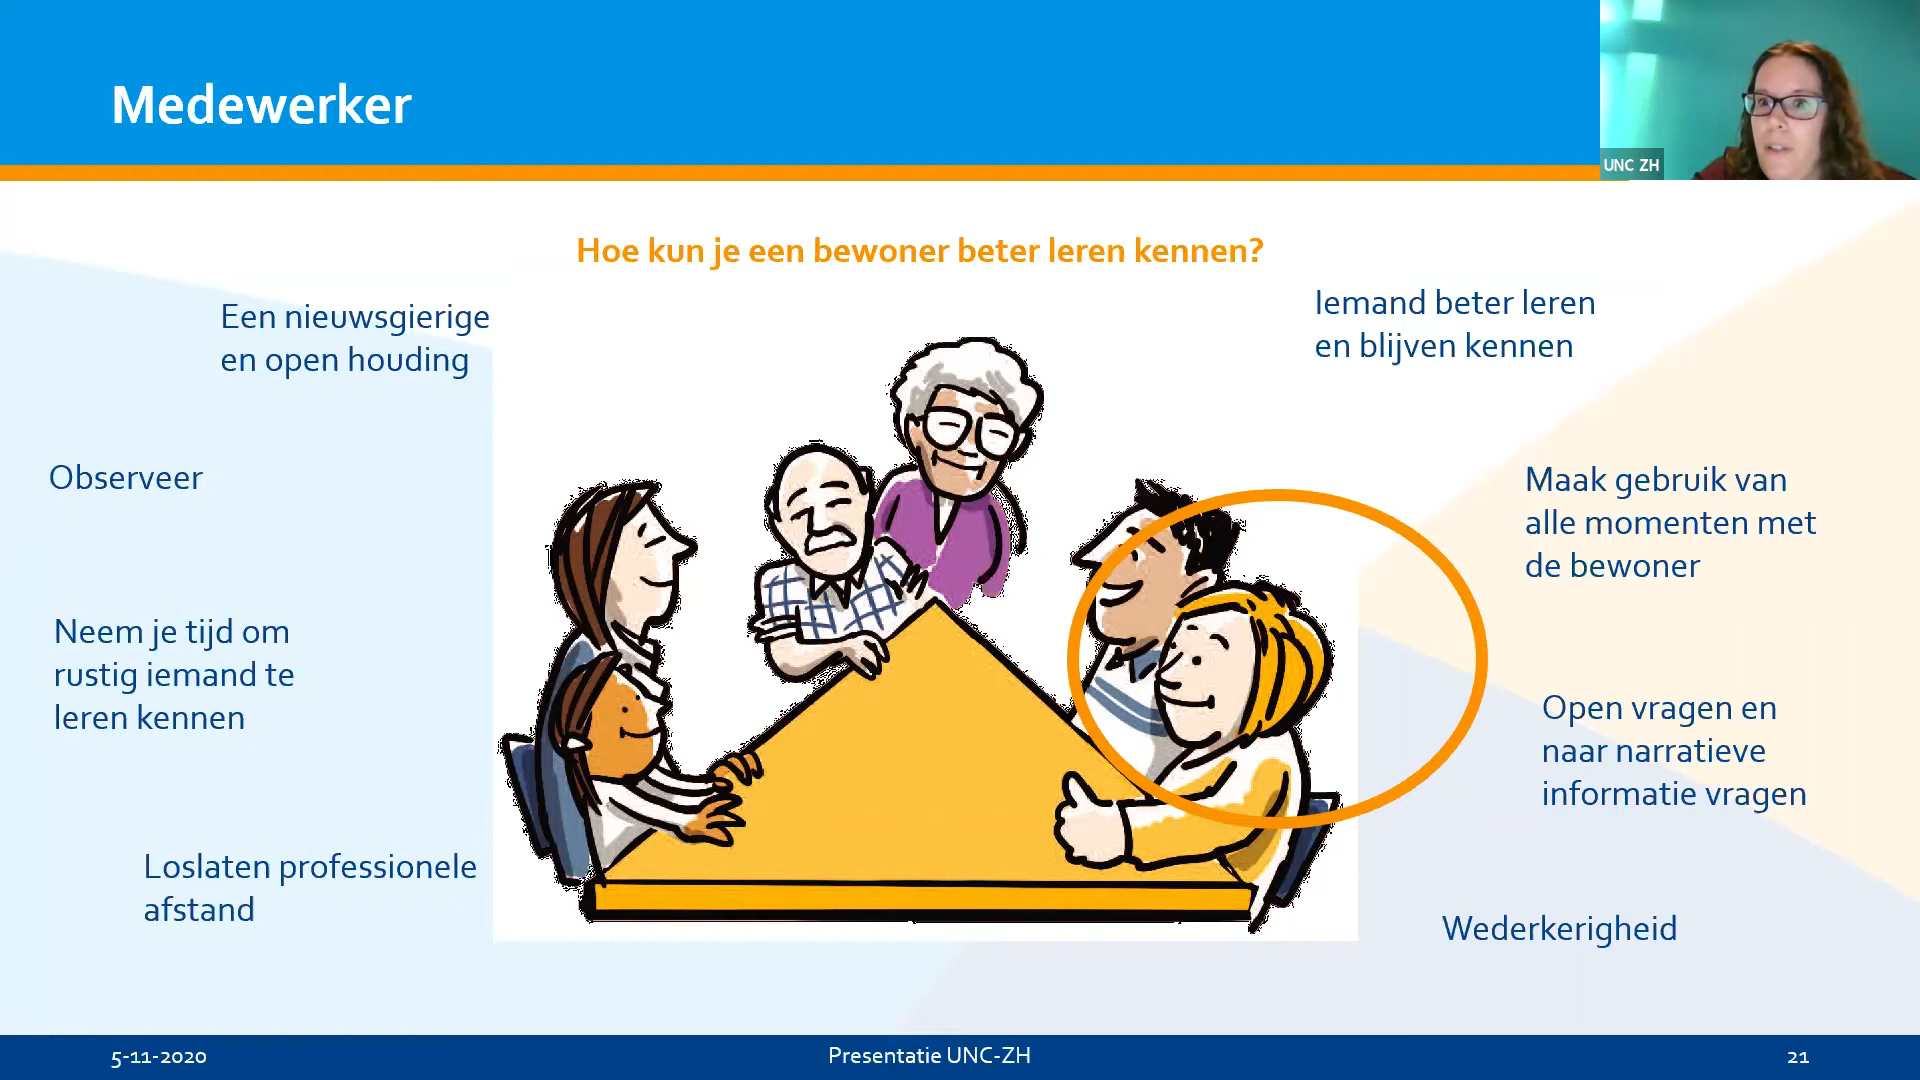 Medewerker
UNC ZH
Hoe kun je een bewoner beter leren kennen?
Een nieuwsgierige
en open houding
Iemand beter leren
en blijven kennen
Observeer
Maak gebruik van
alle momenten met
de bewoner
Neem je tijd om
rustig iemand te
leren kennen
Open vragen en
naar narratieve
informatie vragen
Loslaten professionele
afstand
Wederkerigheid
5-11-2020
Presentatie UNC-ZH
21